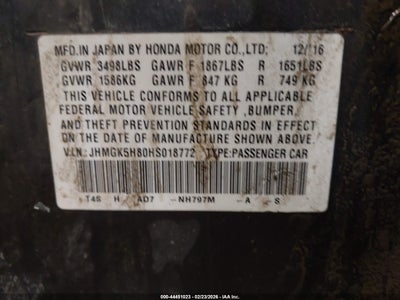 MFD.IN JAPAN BY HONDA MOTOR CO.,LTD: 12/16
GVWR 3498LBS GAWR F 1867LBS R 1651LBS
GVWR 1586KG GAWR F 847 KG R 749 KG
THIS VEHICLE CONFORMS TO ALL APPLICABLE
FEDERAL MOTOR VEHICLE SAFETY , BUMPER,
AND THEFT PREVENTION STANDARDS IN EFFECT
ON THE DATE OF MANUFACTURE SHOWN ABOVE.
V.I.N.: JHMGK5H80HS018772 TYPE:PASSENGER CAR
T4S H AD7 -NH797M -A -S
000-44451023 - 02/23/2026 - IAA Inc.